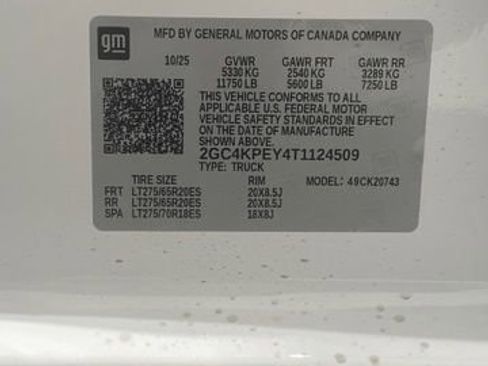 gm
MFD BY GENERAL MOTORS OF CANADA COMPANY
10/25 GVWR GAWR FRT GAWR RR
5330 KG 2540 KG 3289 KG
11750 LB 5600 LB 7250 LB
THIS VEHICLE CONFORMS TO ALL
APPLICABLE U.S. FEDERAL MOTOR
VEHICLE SAFETY STANDARDS IN
EFFECT ON THE DATE OF
MANUFACTURE SHOWN ABOVE.
2GC4KPEY4T1124509
TYPE: TRUCK
TIRE SIZE RIM MODEL: 49CK20743
FRT LT275/65R20ES 20X8.5J
RR LT275/65R20ES 20X8.5J
SPA LT275/70R18ES 18X8J